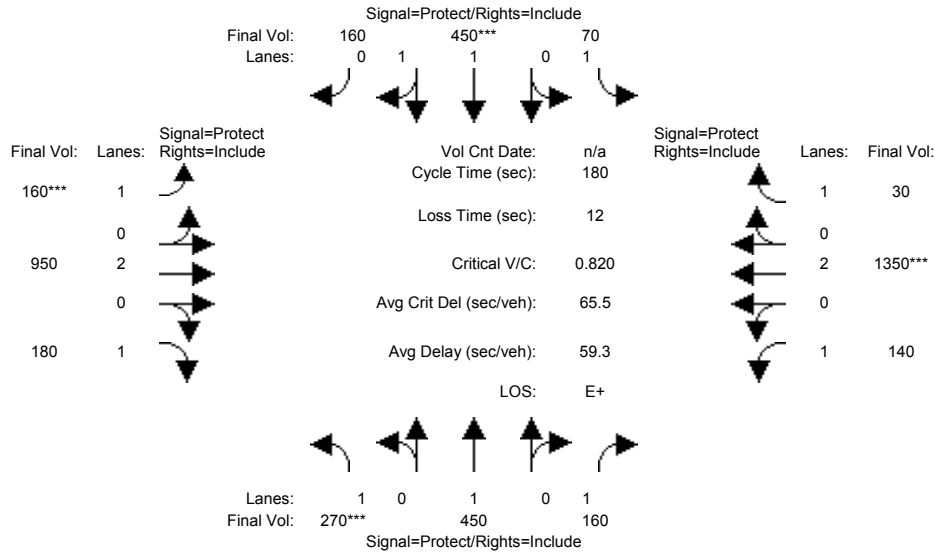 Signal=Protect/Rights=Include
Final Vol: 160 450*** 70
Lanes: 0 1 1 0 1
Signal=Protect Signal=Protect
Final Vol: Lanes: Rights=Include Vol Cnt Date: n/a Rights=Include Lanes: Final Vol:
Cycle Time (sec): 180
160*** 1 1 30
Loss Time (sec): 12
0 0
950 2 Critical V/C: 0.820 2 1350***
0 Avg Crit Del (sec/veh): 65.5 0
180 1 Avg Delay (sec/veh): 59.3 1 140
LOS: E+
Lanes: 1 0 1 0 1
Final Vol: 270*** 450 160
Signal=Protect/Rights=Include